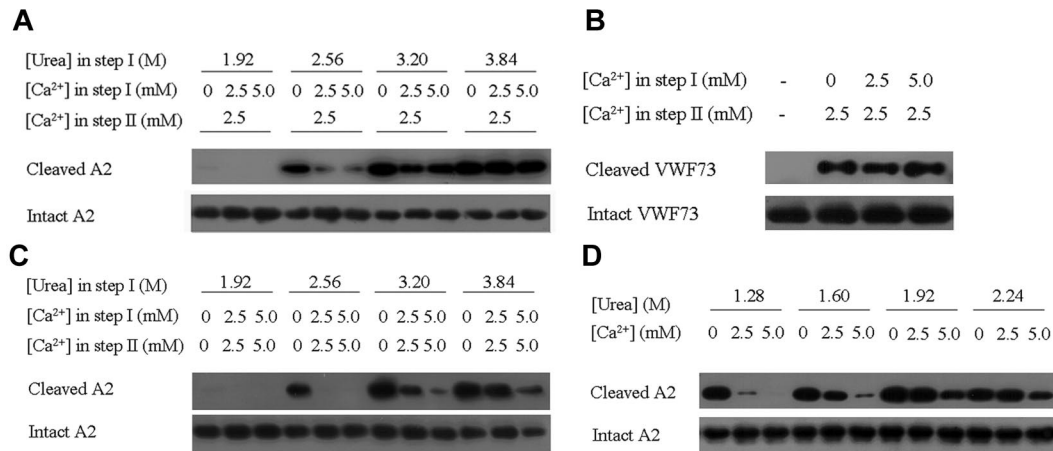 A
[Urea] in step I (M) 1.92 2.56 3.20 3.84
[Ca²⁺] in step I (mM) 0 2.5 5.0 0 2.5 5.0 0 2.5 5.0 0 2.5 5.0
[Ca²⁺] in step II (mM) 2.5 2.5 2.5 2.5
Cleaved A2
Intact A2
B
[Ca²⁺] in step I (mM) - 0 2.5 5.0
[Ca²⁺] in step II(mM) - 2.5 2.5 2.5
Cleaved VWF73
Intact VWF73
C
[Urea] in step I (M) 1.92 2.56 3.20 3.84
[Ca²⁺] in step I (mM) 0 2.5 5.0 0 2.5 5.0 0 2.5 5.0 0 2.5 5.0
[Ca²⁺] in step II (mM) 0 2.5 5.0 0 2.5 5.0 0 2.5 5.0 0 2.5 5.0
Cleaved A2
Intact A2
D
[Urea] (M) 1.28 1.60 1.92 2.24
[Ca²⁺] (mM) 0 2.5 5.0 0 2.5 5.0 0 2.5 5.0 0 2.5 5.0
Cleaved A2
Intact A2